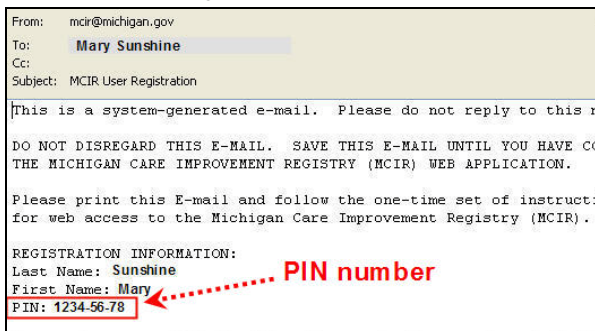 From: mcir@michigan.gov
To: Mary Sunshine
Cc:
Subject: MCIR User Registration
This is a system-generated e-mail. Please do not reply to this
DO NOT DISREGARD THIS E-MAIL. SAVE THIS E-MAIL UNTIL YOU HAVE
THE MICHIGAN CARE IMPROVEMENT REGISTRY (MCIR) WEB APPLICATION.
Please print this E-mail and follow the one-time set of
for web access to the Michigan Care Improvement Registry (MCIR).
REGISTRATION INFORMATION:
Last Name: Sunshine
PIN number
First Name: Mary
PIN: 1234-56-78